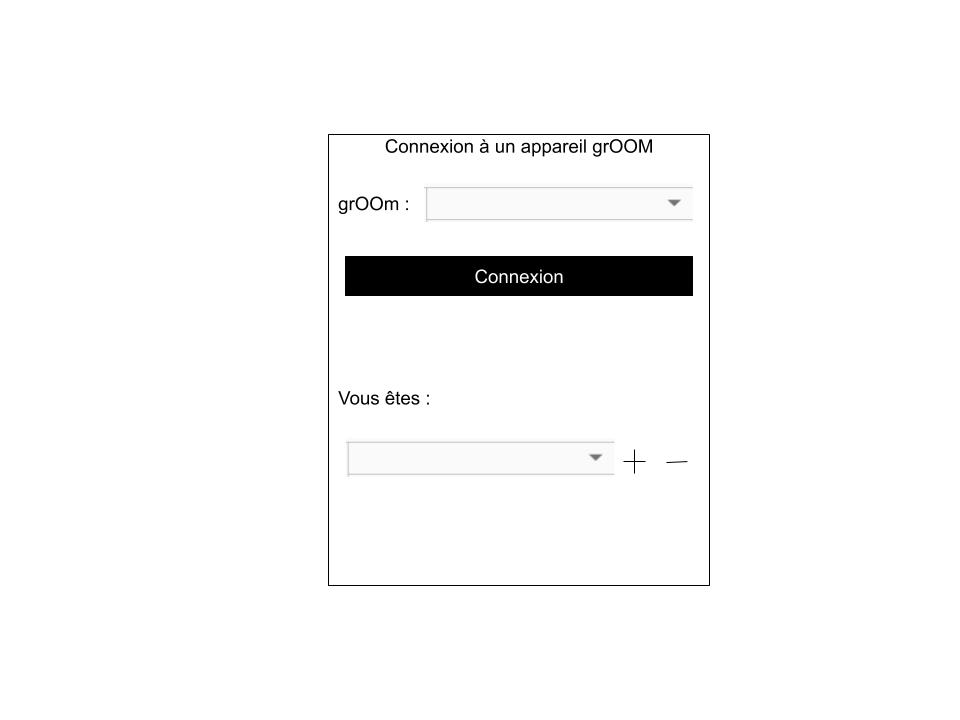 Connexion à un appareil grOOM
grOOm :
Connexion
Vous êtes :